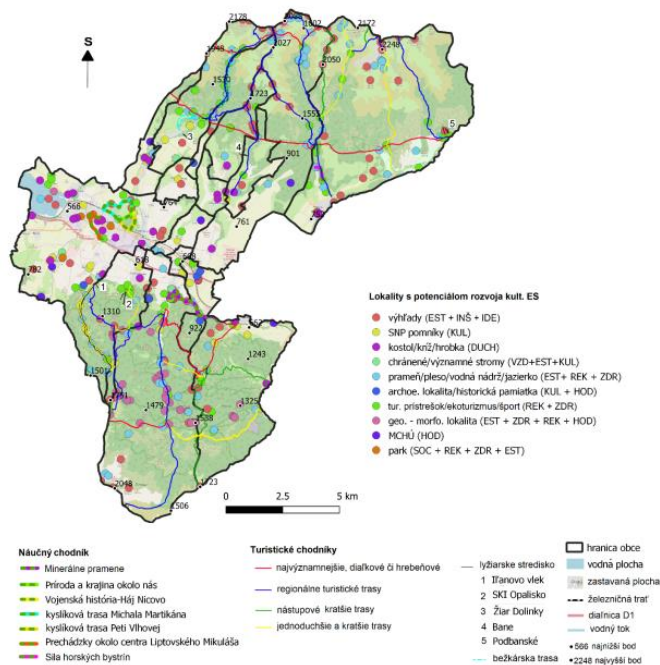 2178
2027
2172
2248
S
2050
1723
1553
3
5
4
901
566
761
1
2
1310
922
1243
1479
1325
2048
1506
Lokality s potenciálom rozvoja kult. ES
výhľady (EST + INŠ + IDE)
SNP pomníky (KUL)
kostol/kríž/hrobka (DUCH)
chránené/významné stromy (VZD+EST+KUL)
prameň/pleso/vodná nádrž/jazierko (EST+ REK + ZDR)
archeo. lokalita/historická pamiatka (KUL + HOD)
tur. prístrešok/ekoturizmus/šport (REK + ZDR)
geo. - morfo. lokalita (EST + ZDR + REK + HOD)
MCHÚ (HOD)
park (SOC + REK + ZDR + EST)
0 2.5 5 km
Náučný chodník
Minerálne pramene
Príroda a krajina okolo nás
Vojenská história-Háj Nicovo
kyslíková trasa Michala Martikána
kyslíková trasa Peti Vlhovej
Prechádzky okolo centra Liptovského Mikuláša
Sila horských bystrín
Turistické chodníky
najvýznamnejšie, diaľkové či hrebeňové
regionálne turistické trasy
nástupové kratšie trasy
jednoduchšie a kratšie trasy
lyžiarske stredisko
1 Iľanovo vlek
2 SKI Opalisko
3 Žiar Dolinky
4 Bane
5 Podbanské
bežkárska trasa
hranica obce
vodná plocha
zastavaná plocha
železničná trať
diaľnica D1
vodný tok
566 najnižší bod
2248 najvyšší bod